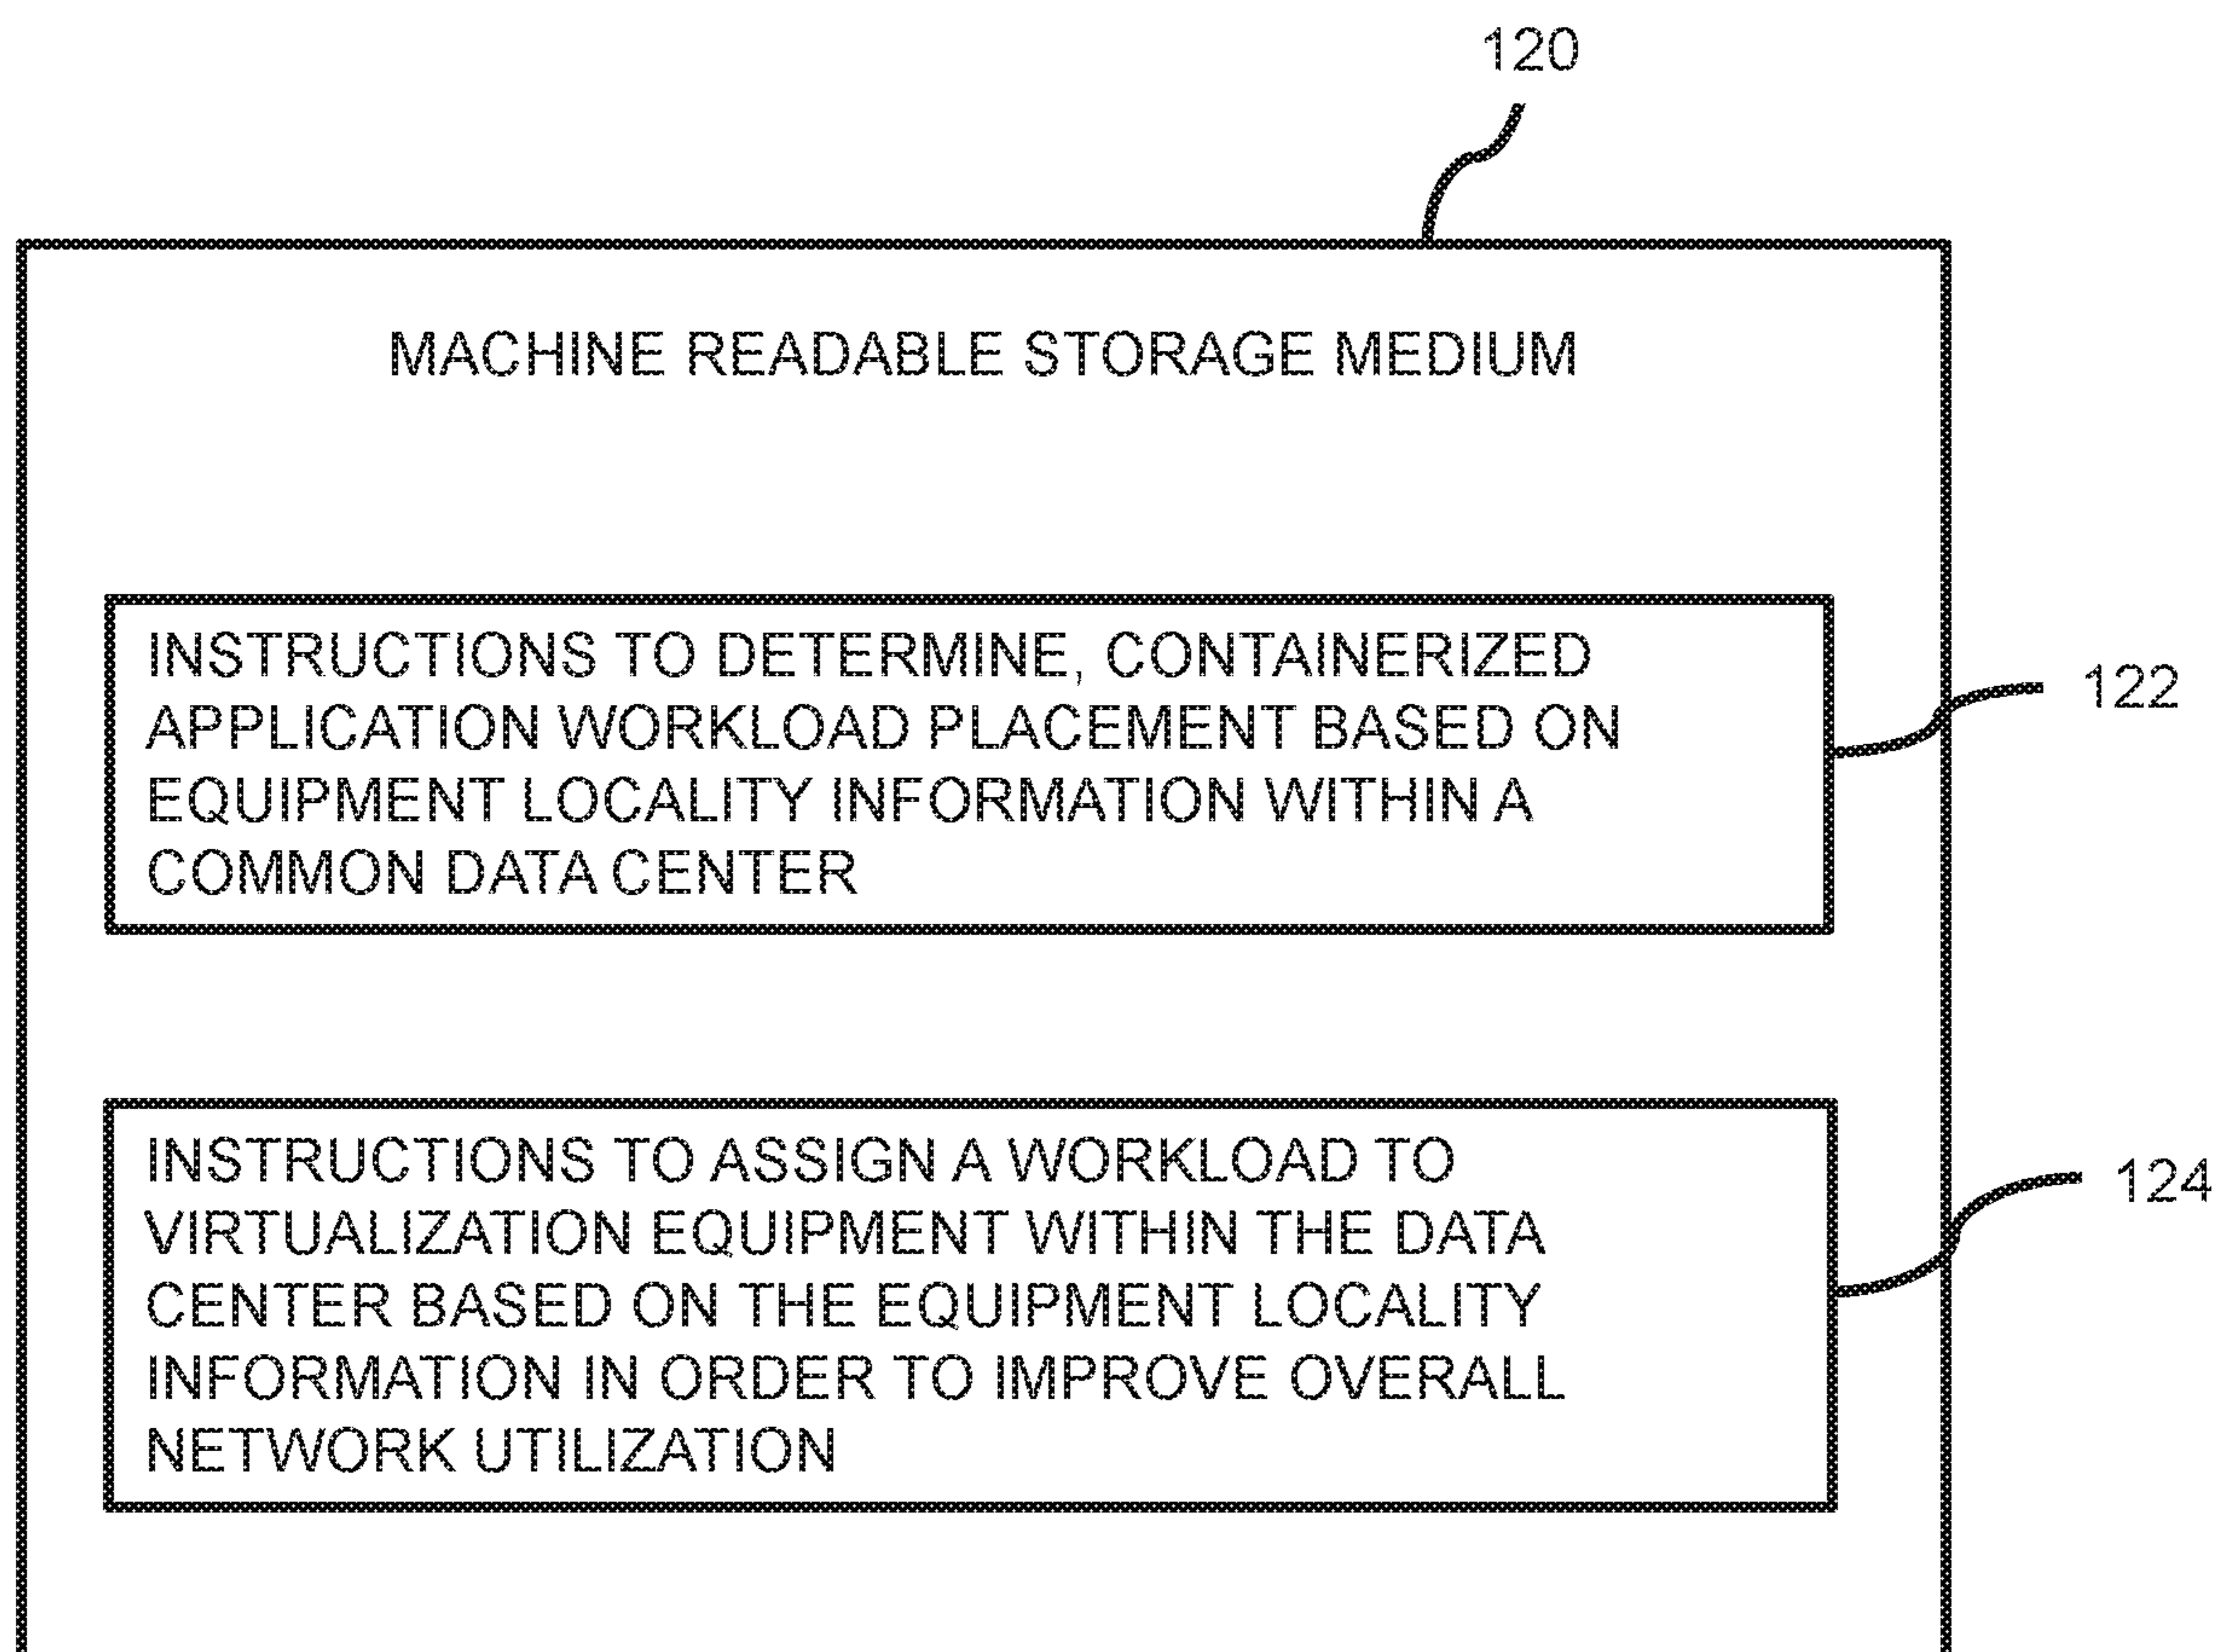 120
MACHINE READABLE STORAGE MEDIUM
INSTRUCTIONS TO DETERMINE, CONTAINERIZED
APPLICATION WORKLOAD PLACEMENT BASED ON
EQUIPMENT LOCALITY INFORMATION WITHIN A
COMMON DATA CENTER
122
INSTRUCTIONS TO ASSIGN A WORKLOAD TO
VIRTUALIZATION EQUIPMENT WITHIN THE DATA
CENTER BASED ON THE EQUIPMENT LOCALITY
INFORMATION IN ORDER TO IMPROVE OVERALL
NETWORK UTILIZATION
124